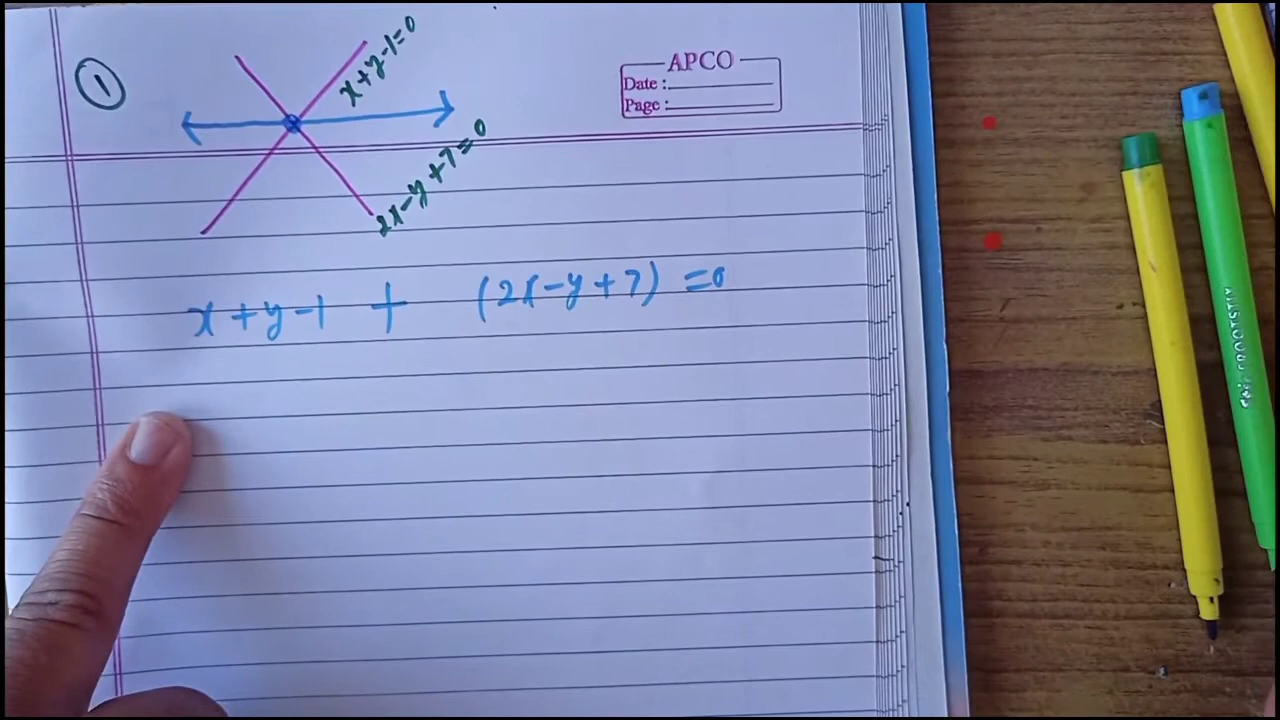 ①
x+y-1=0
APCO
Date :
Page :
2x-y+7=0
x+y-1 + (2x-y+7) =0